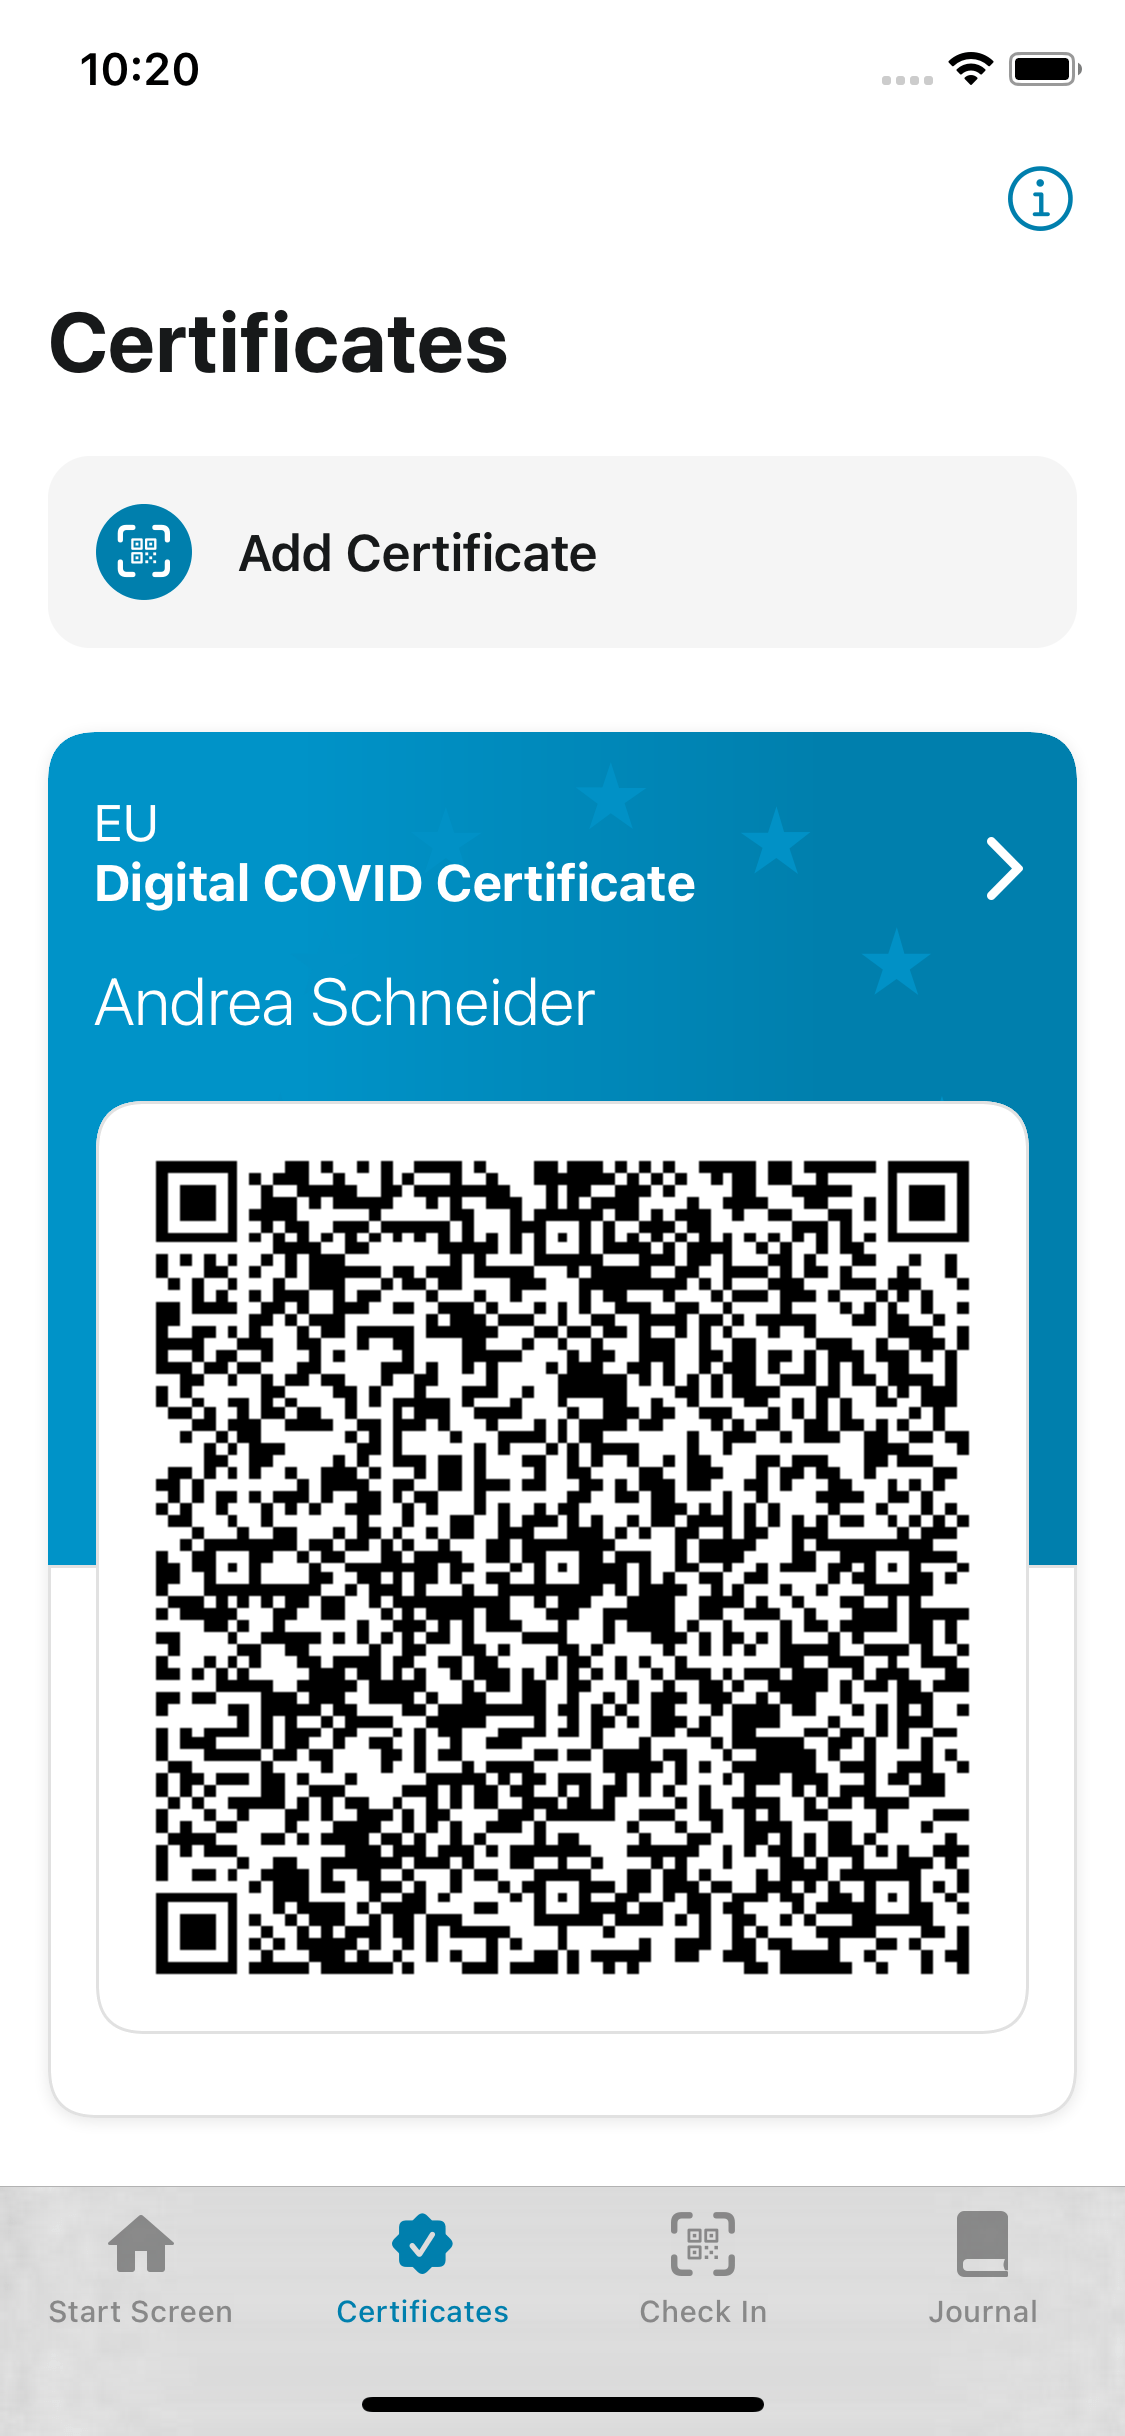 10:20
Certificates
Add Certificate
EU
Digital COVID Certificate
Andrea Schneider
Start Screen
Certificates
Check In
Journal